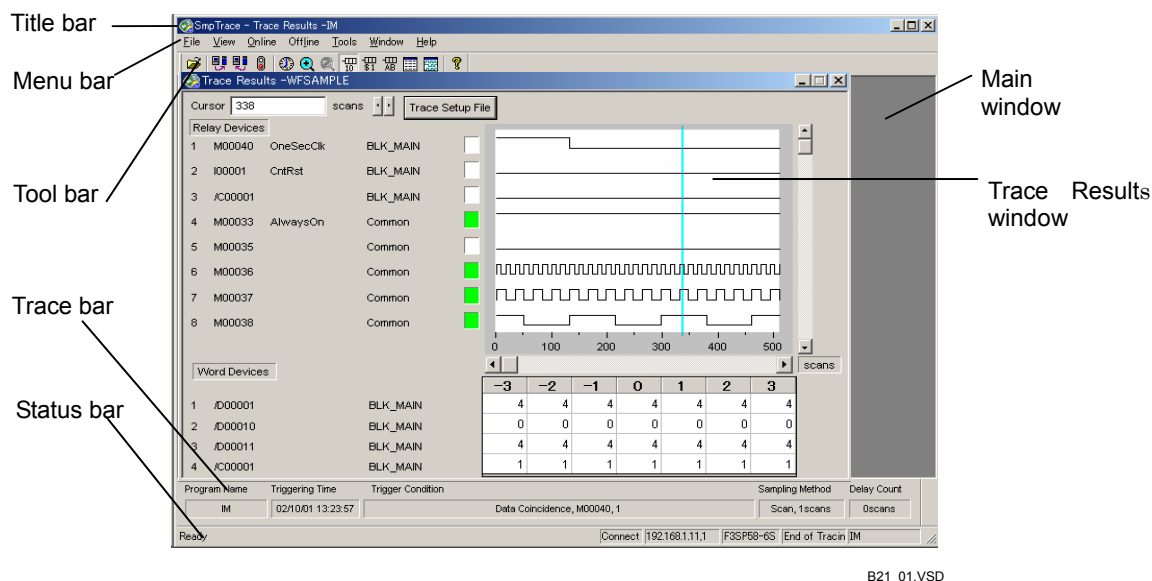 Title bar
SmpTrace - Trace Results -IM
File View Online Offline Tools Window Help
Menu bar
10 $1 AB
Trace Results -WFSAMPLE
Main window
Cursor 338 scans Trace Setup File
Relay Devices
1 M00040 OneSecClk BLK_MAIN
2 I00001 CntRst BLK_MAIN
Tool bar
3 /C00001 BLK_MAIN
Trace Results window
4 M00033 AlwaysOn Common
5 M00035 Common
6 M00036 Common
7 M00037 Common
Trace bar
8 M00038 Common
0 100 200 300 400 500
scans
Word Devices
-3 -2 -1 0 1 2 3
1 /D00001 BLK_MAIN 4 4 4 4 4 4 4
Status bar
2 /D00010 BLK_MAIN 0 0 0 0 0 0 0
3 /D00011 BLK_MAIN 4 4 4 4 4 4 4
4 /C00001 BLK_MAIN 1 1 1 1 1 1 1
Program Name Triggering Time Trigger Condition Sampling Method Delay Count
IM 02/10/01 13:23:57 Data Coincidence, M00040, 1 Scan, 1scans 0scans
Ready Connect 192.168.1.11,1 F3SP58-6S End of Tracin IM
B21_01.VSD